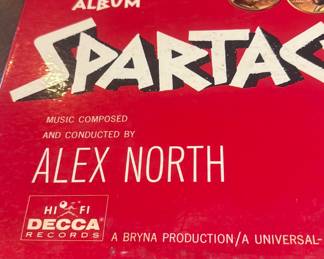 ALBUM
SPARTAC
MUSIC COMPOSED
AND CONDUCTED BY
ALEX NORTH
HI FI
DECCA®
RECORDS
A BRYNA PRODUCTION/A UNIVERSAL-